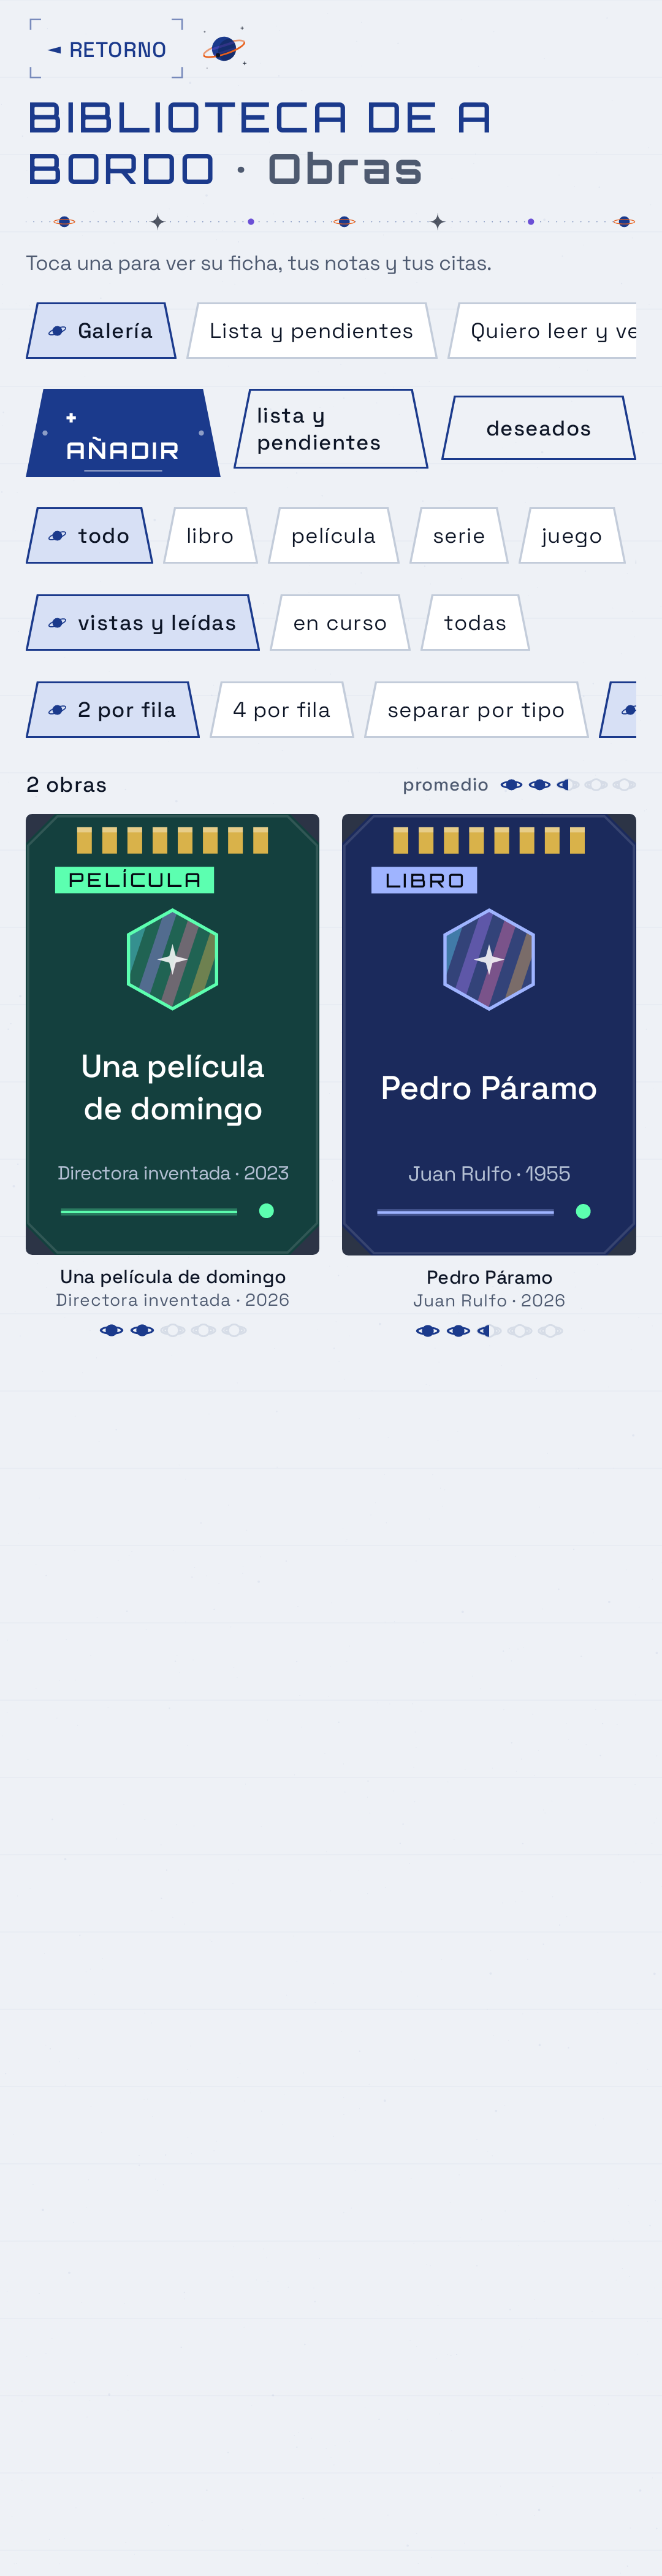 ◄ RETORNO
BIBLIOTECA DE A
BORDO · Obras
Toca una para ver su ficha, tus notas y tus citas.
Galería Lista y pendientes Quiero leer y ve
+
AÑADIR
lista y
pendientes
deseados
todo libro película serie juego
vistas y leídas en curso todas
2 por fila 4 por fila separar por tipo
2 obras promedio
PELÍCULA
Una película
de domingo
Directora inventada · 2023
Una película de domingo
Directora inventada · 2026
LIBRO
Pedro Páramo
Juan Rulfo · 1955
Pedro Páramo
Juan Rulfo · 2026